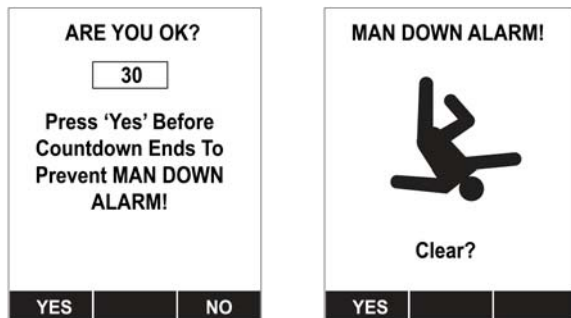 ARE YOU OK?
30
Press ‘Yes’ Before
Countdown Ends To
Prevent MAN DOWN
ALARM!
YES
NO
MAN DOWN ALARM!
Clear?
YES